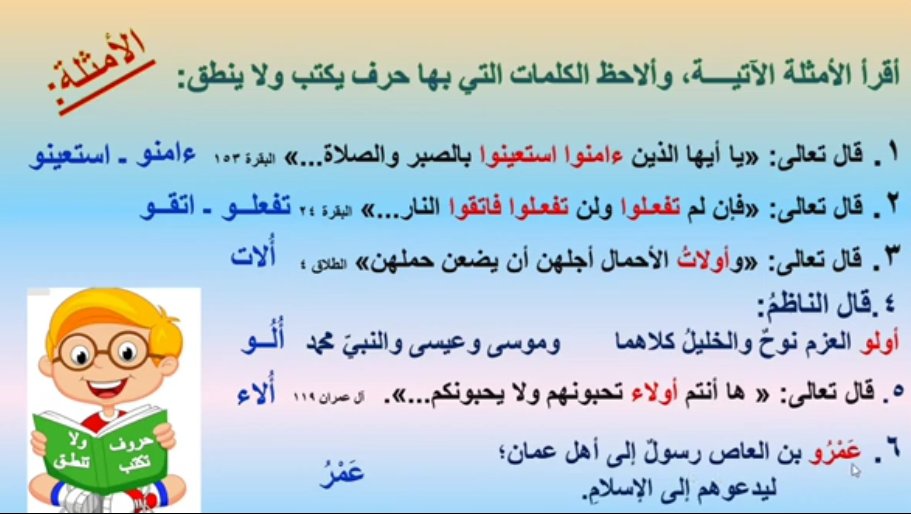 الأمثلة:
أقرأ الأمثلة الآتيـــة، وألاحظ الكلمات التي بها حرف يكتب ولا ينطق:
١. قال تعالى: «يا أيها الذين ءامنوا استعينوا بالصبر والصلاة...» البقرة ١٥٣ ءامنو - استعينو
٢. قال تعالى: «فإن لم تفعلوا ولن تفعلوا فاتقوا النار...» البقرة ٢٤ تفعلــو - اتقــو
٣. قال تعالى: «وأولاتُ الأحمال أجلهن أن يضعن حملهن» الطلاق ٤ أُلات
٤. قال الناظمُ:
أولو العزم نوحٌ والخليلُ كلاهما وموسى وعيسى والنبيّ محمد أُلُــو
٥. قال تعالى: « ها أنتم أولاء تحبونهم ولا يحبونكم...». آل عمران ١١٩ أُلاء
٦. عَمْرُو بن العاص رسولٌ إلى أهل عمان؛
ليدعوهم إلى الإسلامِ. عَمْرُ
حروف تكتب
ولا تنطق